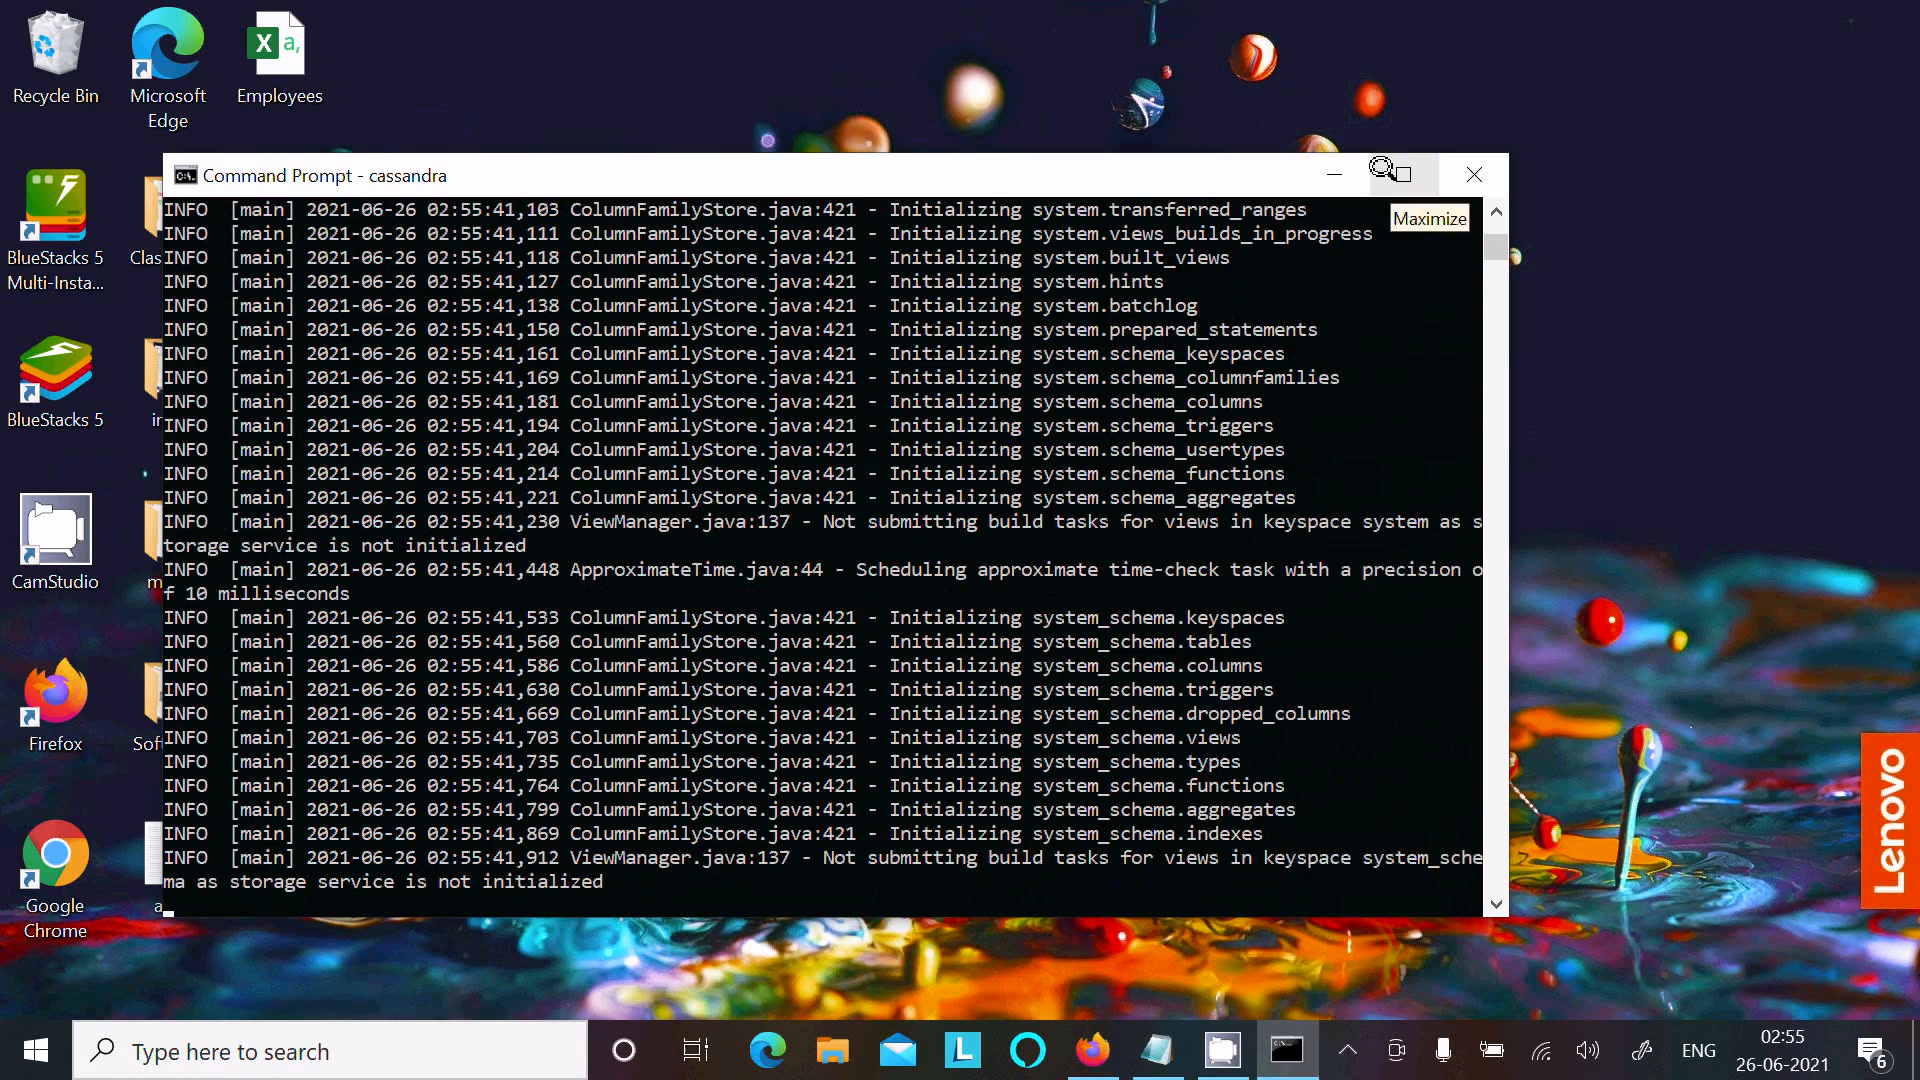 Recycle Bin
Microsoft
Edge
Employees
BlueStacks 5
Multi-Insta...
BlueStacks 5
CamStudio
Firefox
Google
Chrome
Command Prompt - cassandra
Maximize
INFO [main] 2021-06-26 02:55:41,103 ColumnFamilyStore.java:421 - Initializing system.transferred_ranges
INFO [main] 2021-06-26 02:55:41,111 ColumnFamilyStore.java:421 - Initializing system.views_builds_in_progress
INFO [main] 2021-06-26 02:55:41,118 ColumnFamilyStore.java:421 - Initializing system.built_views
INFO [main] 2021-06-26 02:55:41,127 ColumnFamilyStore.java:421 - Initializing system.hints
INFO [main] 2021-06-26 02:55:41,138 ColumnFamilyStore.java:421 - Initializing system.batchlog
INFO [main] 2021-06-26 02:55:41,150 ColumnFamilyStore.java:421 - Initializing system.prepared_statements
INFO [main] 2021-06-26 02:55:41,161 ColumnFamilyStore.java:421 - Initializing system.schema_keyspaces
INFO [main] 2021-06-26 02:55:41,169 ColumnFamilyStore.java:421 - Initializing system.schema_columnfamilies
INFO [main] 2021-06-26 02:55:41,181 ColumnFamilyStore.java:421 - Initializing system.schema_columns
INFO [main] 2021-06-26 02:55:41,194 ColumnFamilyStore.java:421 - Initializing system.schema_triggers
INFO [main] 2021-06-26 02:55:41,204 ColumnFamilyStore.java:421 - Initializing system.schema_usertypes
INFO [main] 2021-06-26 02:55:41,214 ColumnFamilyStore.java:421 - Initializing system.schema_functions
INFO [main] 2021-06-26 02:55:41,221 ColumnFamilyStore.java:421 - Initializing system.schema_aggregates
INFO [main] 2021-06-26 02:55:41,230 ViewManager.java:137 - Not submitting build tasks for views in keyspace system as s
torage service is not initialized
INFO [main] 2021-06-26 02:55:41,448 ApproximateTime.java:44 - Scheduling approximate time-check task with a precision o
f 10 milliseconds
INFO [main] 2021-06-26 02:55:41,533 ColumnFamilyStore.java:421 - Initializing system_schema.keyspaces
INFO [main] 2021-06-26 02:55:41,560 ColumnFamilyStore.java:421 - Initializing system_schema.tables
INFO [main] 2021-06-26 02:55:41,586 ColumnFamilyStore.java:421 - Initializing system_schema.columns
INFO [main] 2021-06-26 02:55:41,630 ColumnFamilyStore.java:421 - Initializing system_schema.triggers
INFO [main] 2021-06-26 02:55:41,669 ColumnFamilyStore.java:421 - Initializing system_schema.dropped_columns
INFO [main] 2021-06-26 02:55:41,703 ColumnFamilyStore.java:421 - Initializing system_schema.views
INFO [main] 2021-06-26 02:55:41,735 ColumnFamilyStore.java:421 - Initializing system_schema.types
INFO [main] 2021-06-26 02:55:41,764 ColumnFamilyStore.java:421 - Initializing system_schema.functions
INFO [main] 2021-06-26 02:55:41,799 ColumnFamilyStore.java:421 - Initializing system_schema.aggregates
INFO [main] 2021-06-26 02:55:41,869 ColumnFamilyStore.java:421 - Initializing system_schema.indexes
INFO [main] 2021-06-26 02:55:41,912 ViewManager.java:137 - Not submitting build tasks for views in keyspace system_sche
ma as storage service is not initialized
Lenovo
Type here to search
ENG
02:55
26-06-2021
6